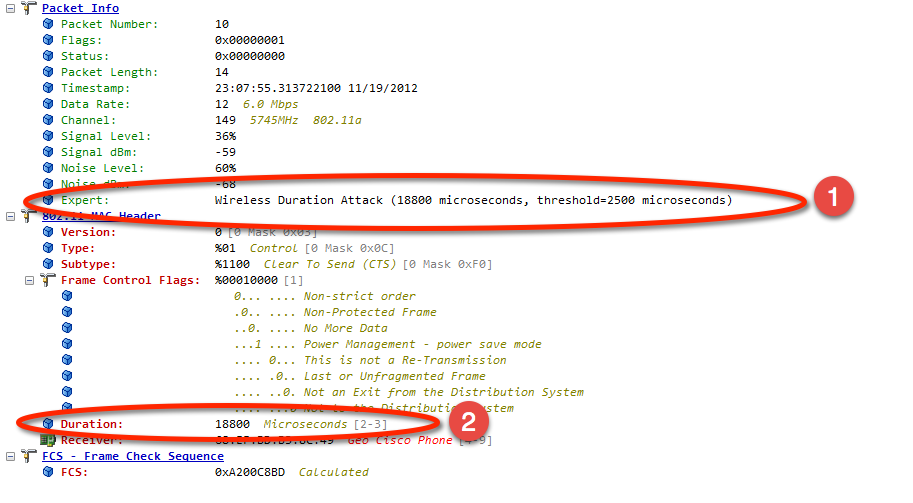 Packet Info
Packet Number: 10
Flags: 0x00000001
Status: 0x00000000
Packet Length: 14
Timestamp: 23:07:55.313722100 11/19/2012
Data Rate: 12 6.0 Mbps
Channel: 149 5745MHz 802.11a
Signal Level: 36%
Signal dBm: -59
Noise Level: 60%
Noise dBm: -68
Expert: Wireless Duration Attack (18800 microseconds, threshold=2500 microseconds)
1
802.11 MAC Header
Version: 0 [0 Mask 0x03]
Type: %01 Control [0 Mask 0x0C]
Subtype: %1100 Clear To Send (CTS) [0 Mask 0xF0]
Frame Control Flags: %00010000 [1]
0... .... Non-strict order
.0.. .... Non-Protected Frame
..0. .... No More Data
...1 .... Power Management - power save mode
.... 0... This is not a Re-Transmission
.... .0.. Last or Unfragmented Frame
.... ..0. Not an Exit from the Distribution System
.... ...0 Not to the Distribution System
Duration: 18800 Microseconds [2-3]
2
Receiver: Geo Cisco Phone [4-9]
FCS - Frame Check Sequence
FCS: 0xA200C8BD Calculated